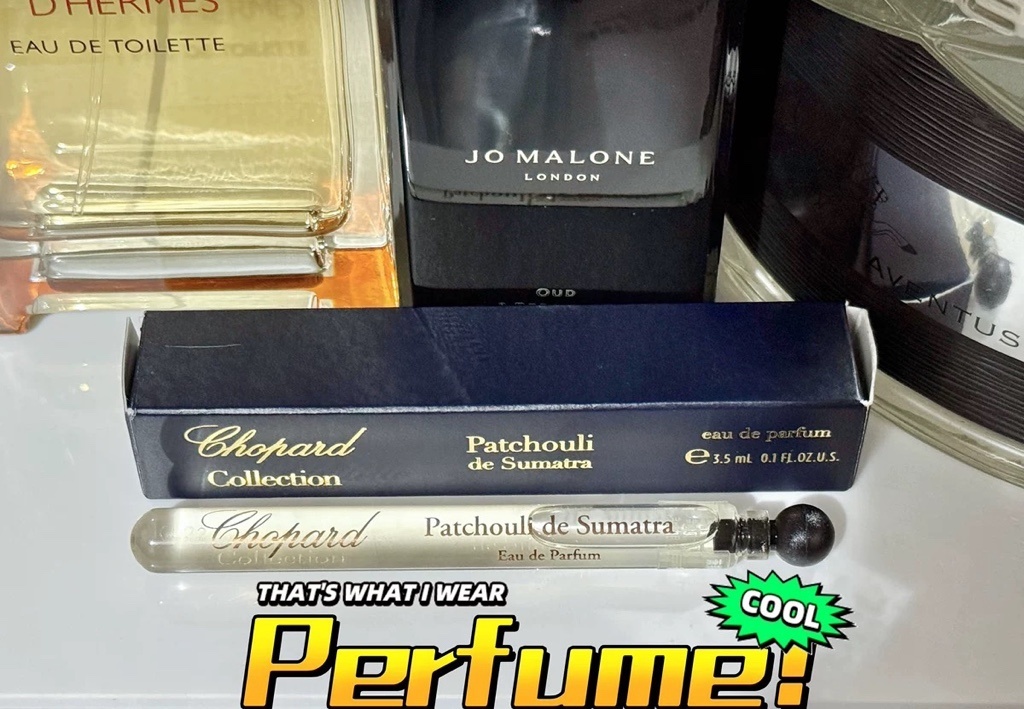 D'HERMÈS
EAU DE TOILETTE
JO MALONE
LONDON
OUD
AVENTUS
Chopard
Collection
Patchouli
de Sumatra
eau de parfum
e 3.5 mL 0.1 FL.OZ.U.S.
Chopard
Collection
Patchouli de Sumatra
Eau de Parfum
THAT'S WHAT I WEAR
COOL
Perfume!